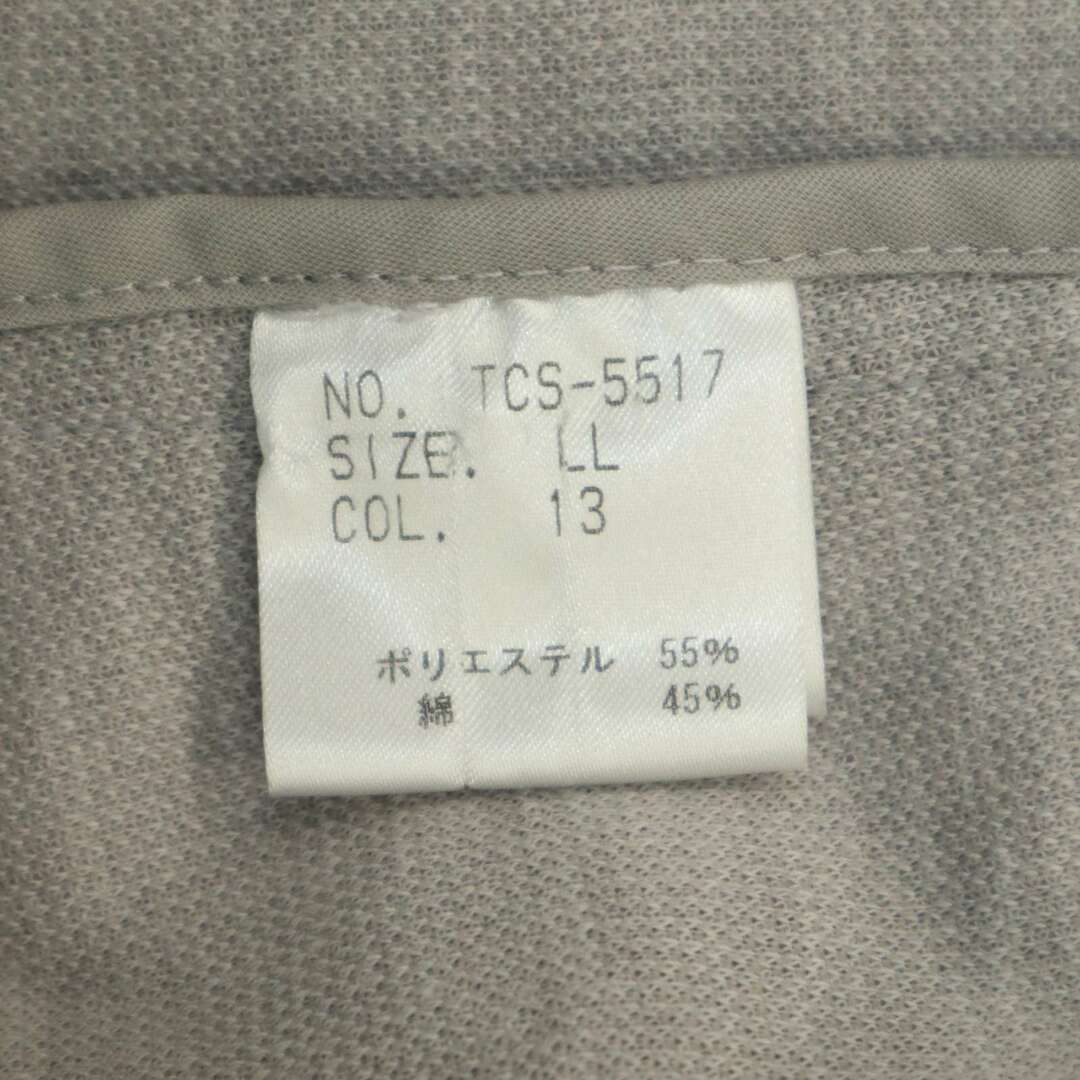 NO. TCS-5517
SIZE. LL
COL. 13
ポリエステル 55%
綿 45%